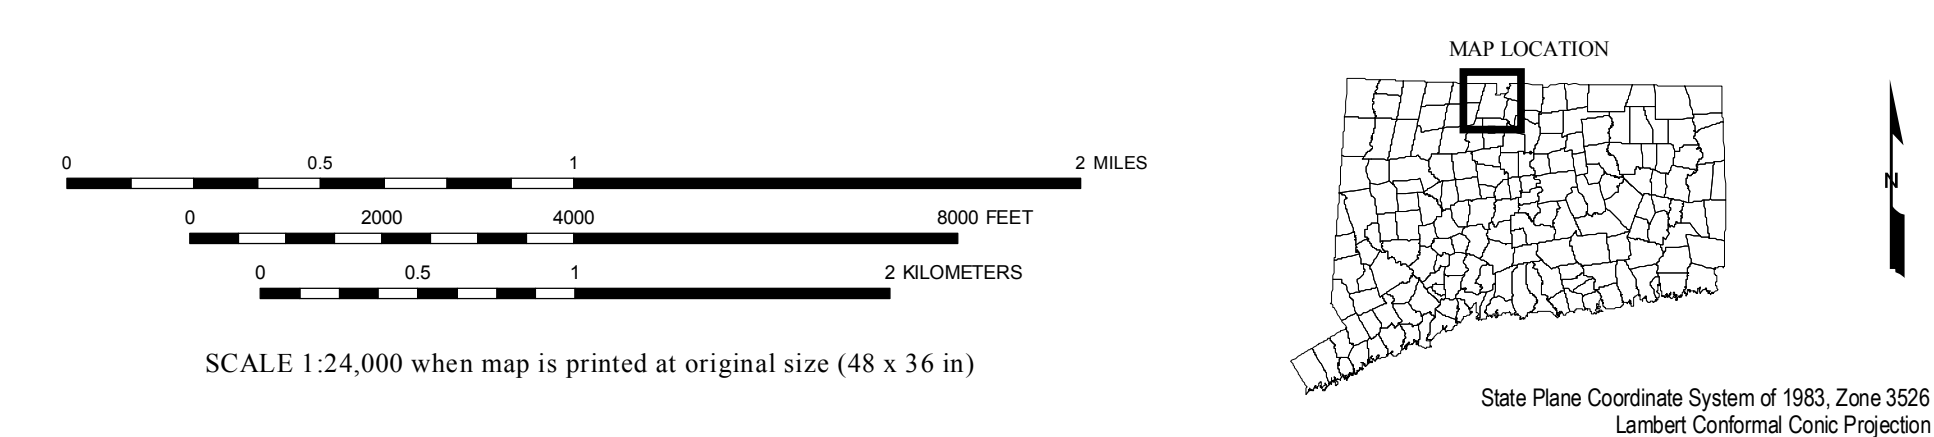 MAP LOCATION
0 0.5 1 2 MILES
0 2000 4000 8000 FEET
0 0.5 1 2 KILOMETERS
N
SCALE 1:24,000 when map is printed at original size (48 x 36 in)
State Plane Coordinate System of 1983, Zone 3526
Lambert Conformal Conic Projection